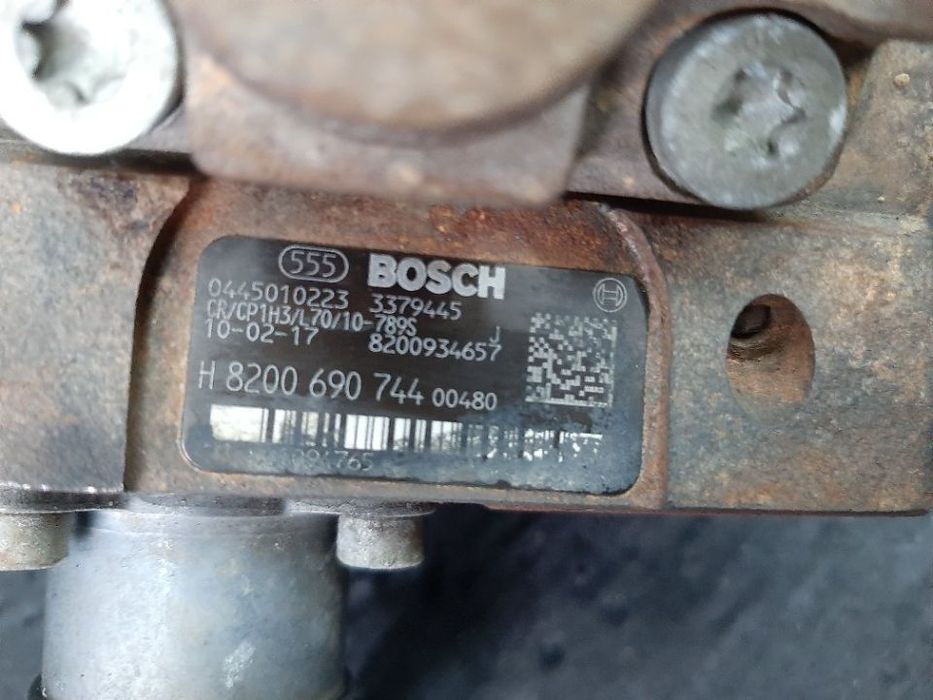 555 BOSCH
0445010223 3379445
CR/CP1H3/L70/10-789S J
10-02-17 8200934657
H 8200 690 744 00480